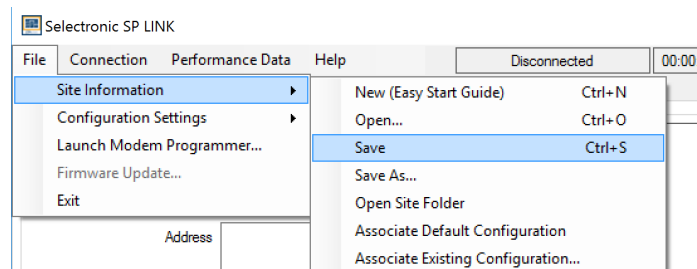 Selectronic SP LINK
File Connection Performance Data Help Disconnected 00:00
Site Information
Configuration Settings
Launch Modem Programmer...
Firmware Update...
Exit
New (Easy Start Guide) Ctrl+N
Open... Ctrl+O
Save Ctrl+S
Save As...
Open Site Folder
Associate Default Configuration
Associate Existing Configuration...
Address